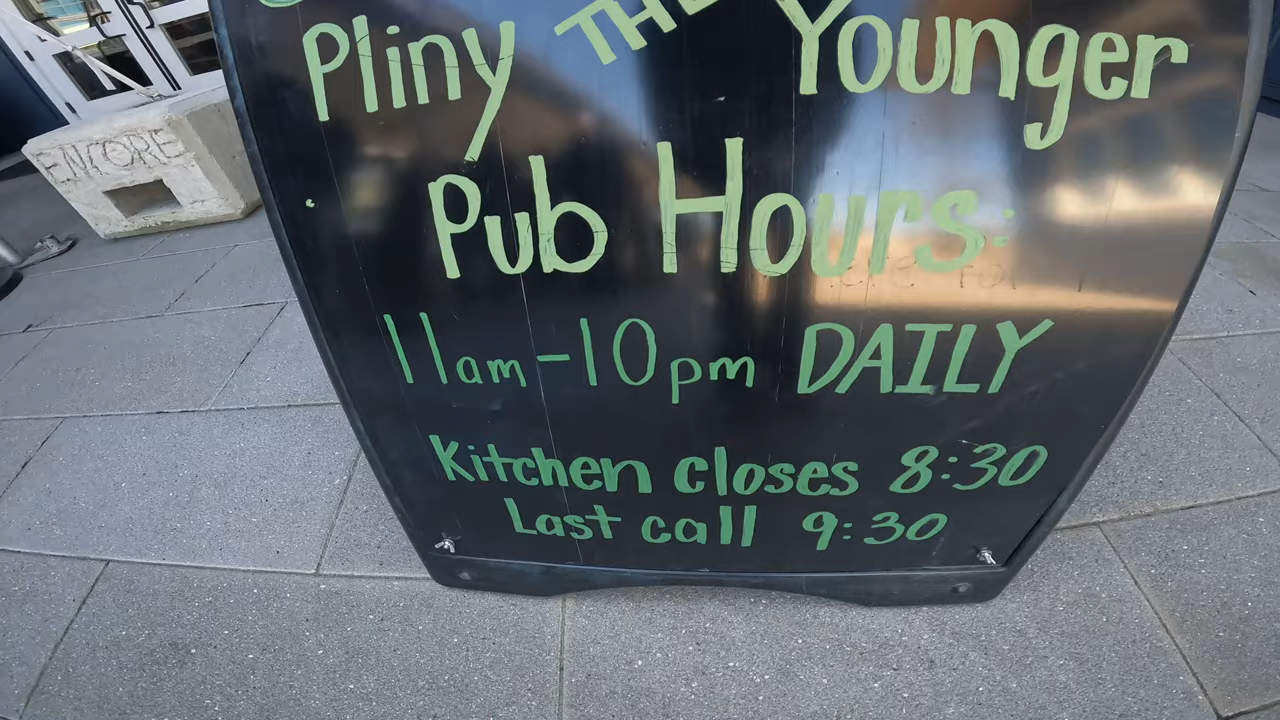 Pliny THE Younger
Pub Hours:
11am-10pm DAILY
Kitchen closes 8:30
Last call 9:30
ENCORE